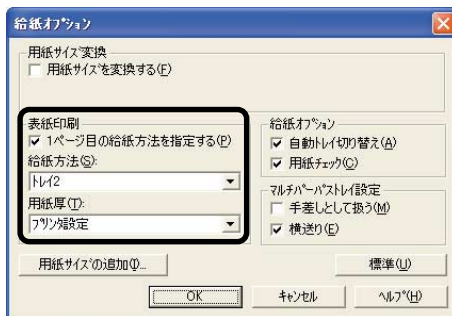 給紙オプション
用紙サイズ変換
用紙サイズを変換する(F)
表紙印刷
1ページ目の給紙方法を指定する(P)
給紙方法(S):
トレイ2
用紙厚(T):
プリンタ設定
給紙オプション
自動トレイ切り替え(A)
用紙チェック(C)
マルチパーパストレイ設定
手差しとして扱う(M)
横送り(E)
用紙サイズの追加(I)...
標準(U)
OK
キャンセル
ヘルプ(H)